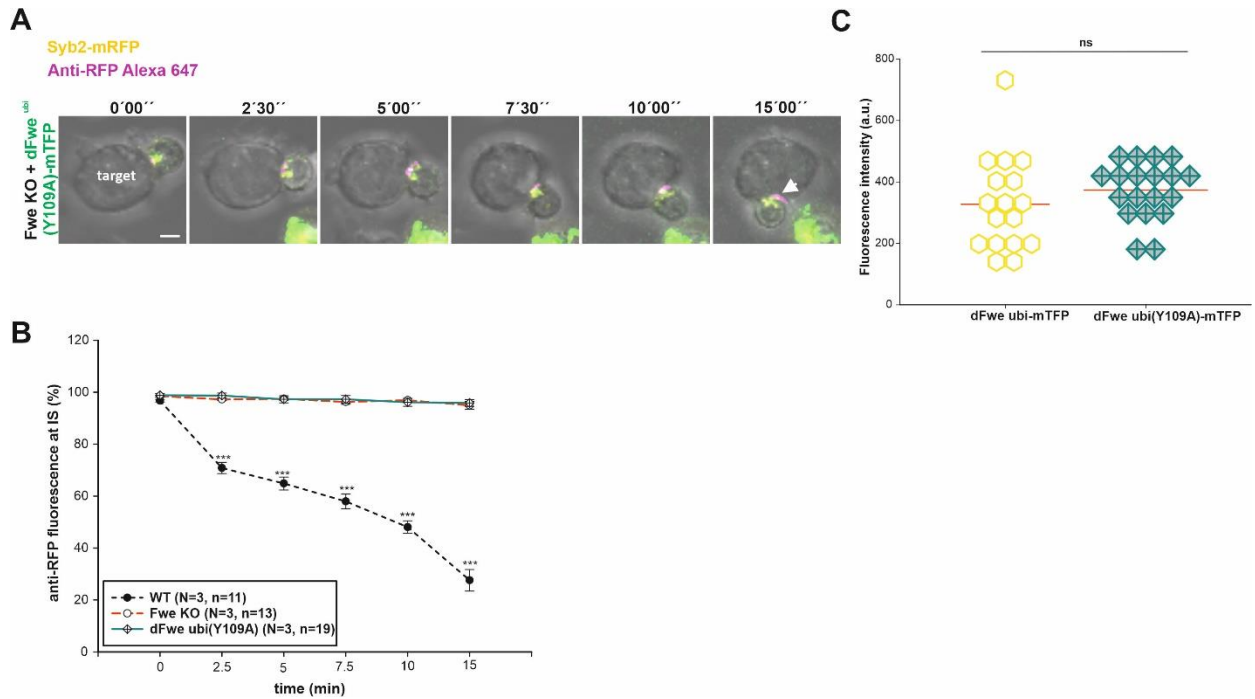 A
Syb2-mRFP
Anti-RFP Alexa 647
0´00´´ 2´30´´ 5´00´´ 7´30´´ 10´00´´ 15´00´´
Fwe KO + dFwe ubi
(Y109A)-mTFP
target
B
anti-RFP fluorescence at IS (%)
120
100
80
60
40
20
0
***
***
***
***
***
WT (N=3, n=11)
Fwe KO (N=3, n=13)
dFwe ubi(Y109A) (N=3, n=19)
0 2.5 5 7.5 10 15
time (min)
C
ns
Fluorescence intensity (a.u.)
800
600
400
200
0
dFwe ubi-mTFP dFwe ubi(Y109A)-mTFP